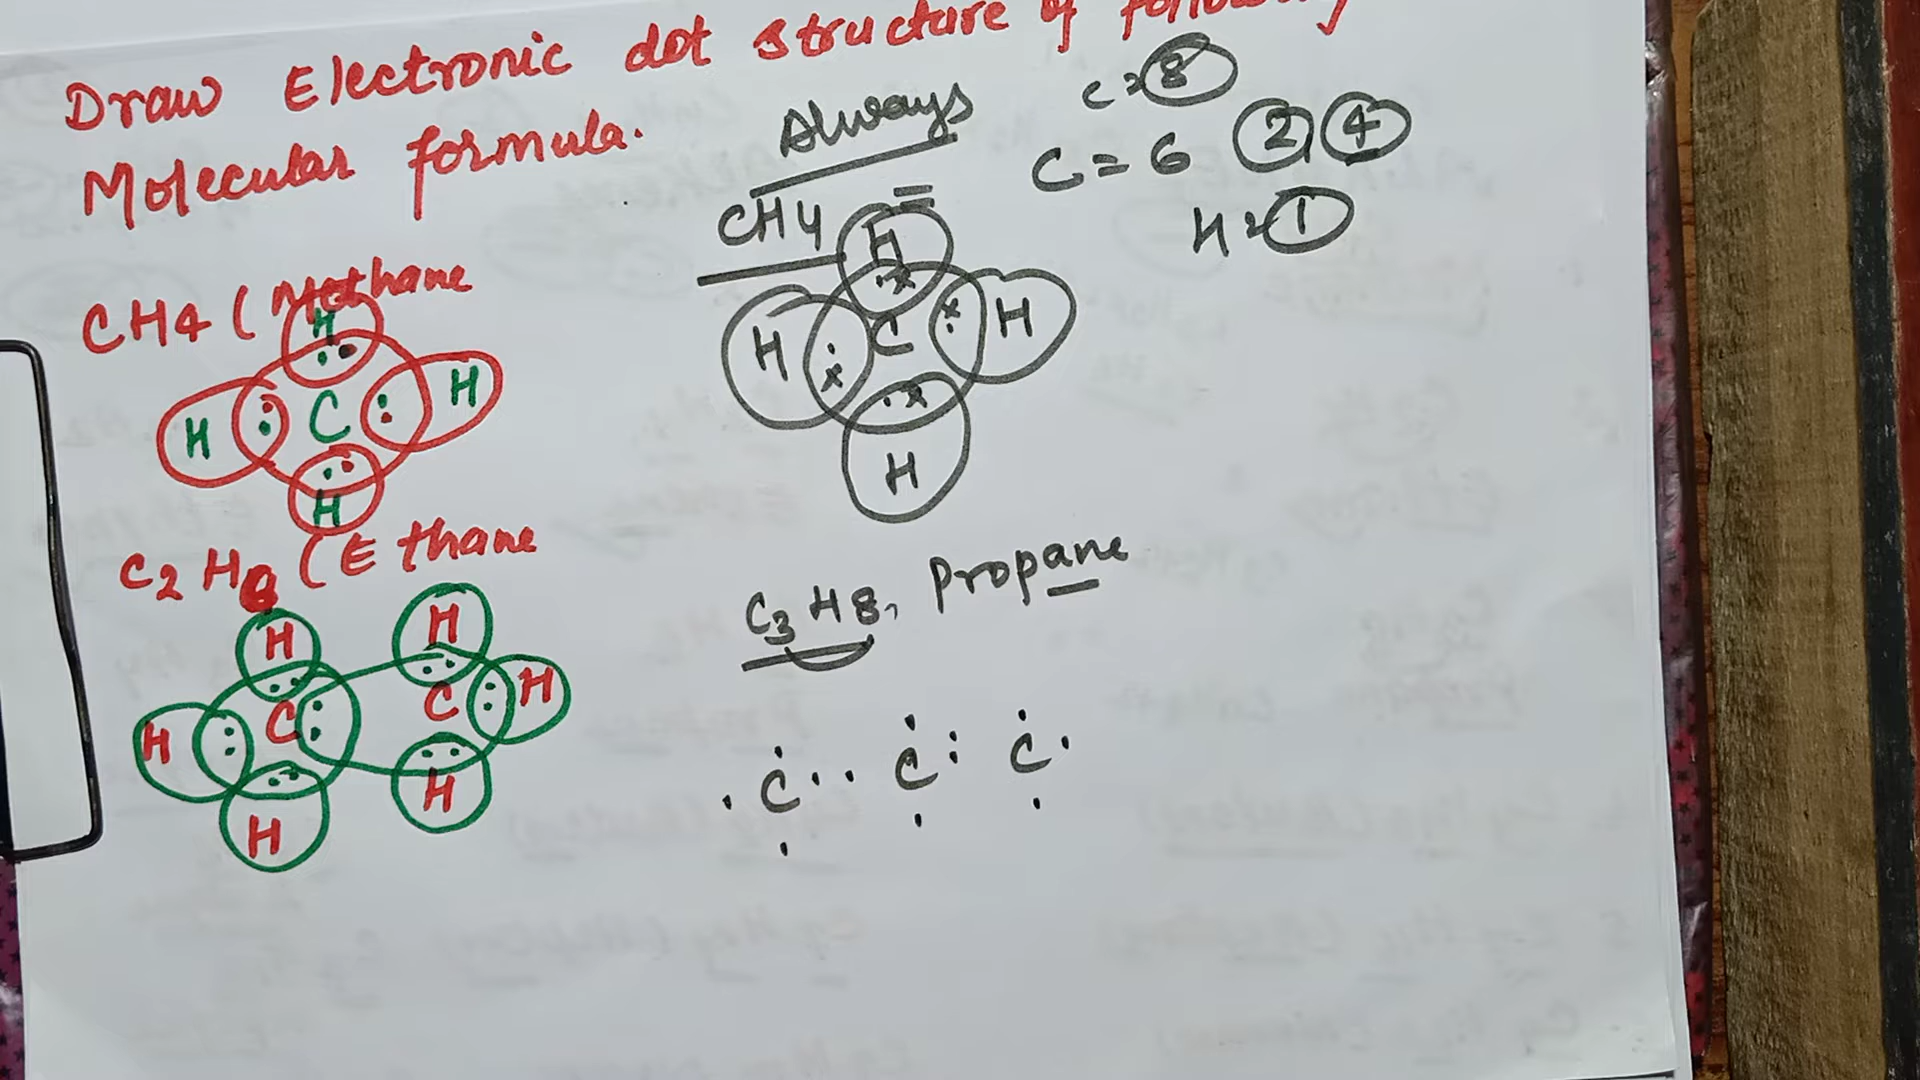 Draw Electronic dot structure of following
Molecular formula.
Always
C = 8
C = 6 2, 4
H = 1
CH4 (Methane
H
H C H
H
CH4
H
H C H
H
C2H6 (Ethane
H H
H C C H
H H
C3H8, Propane
C C C